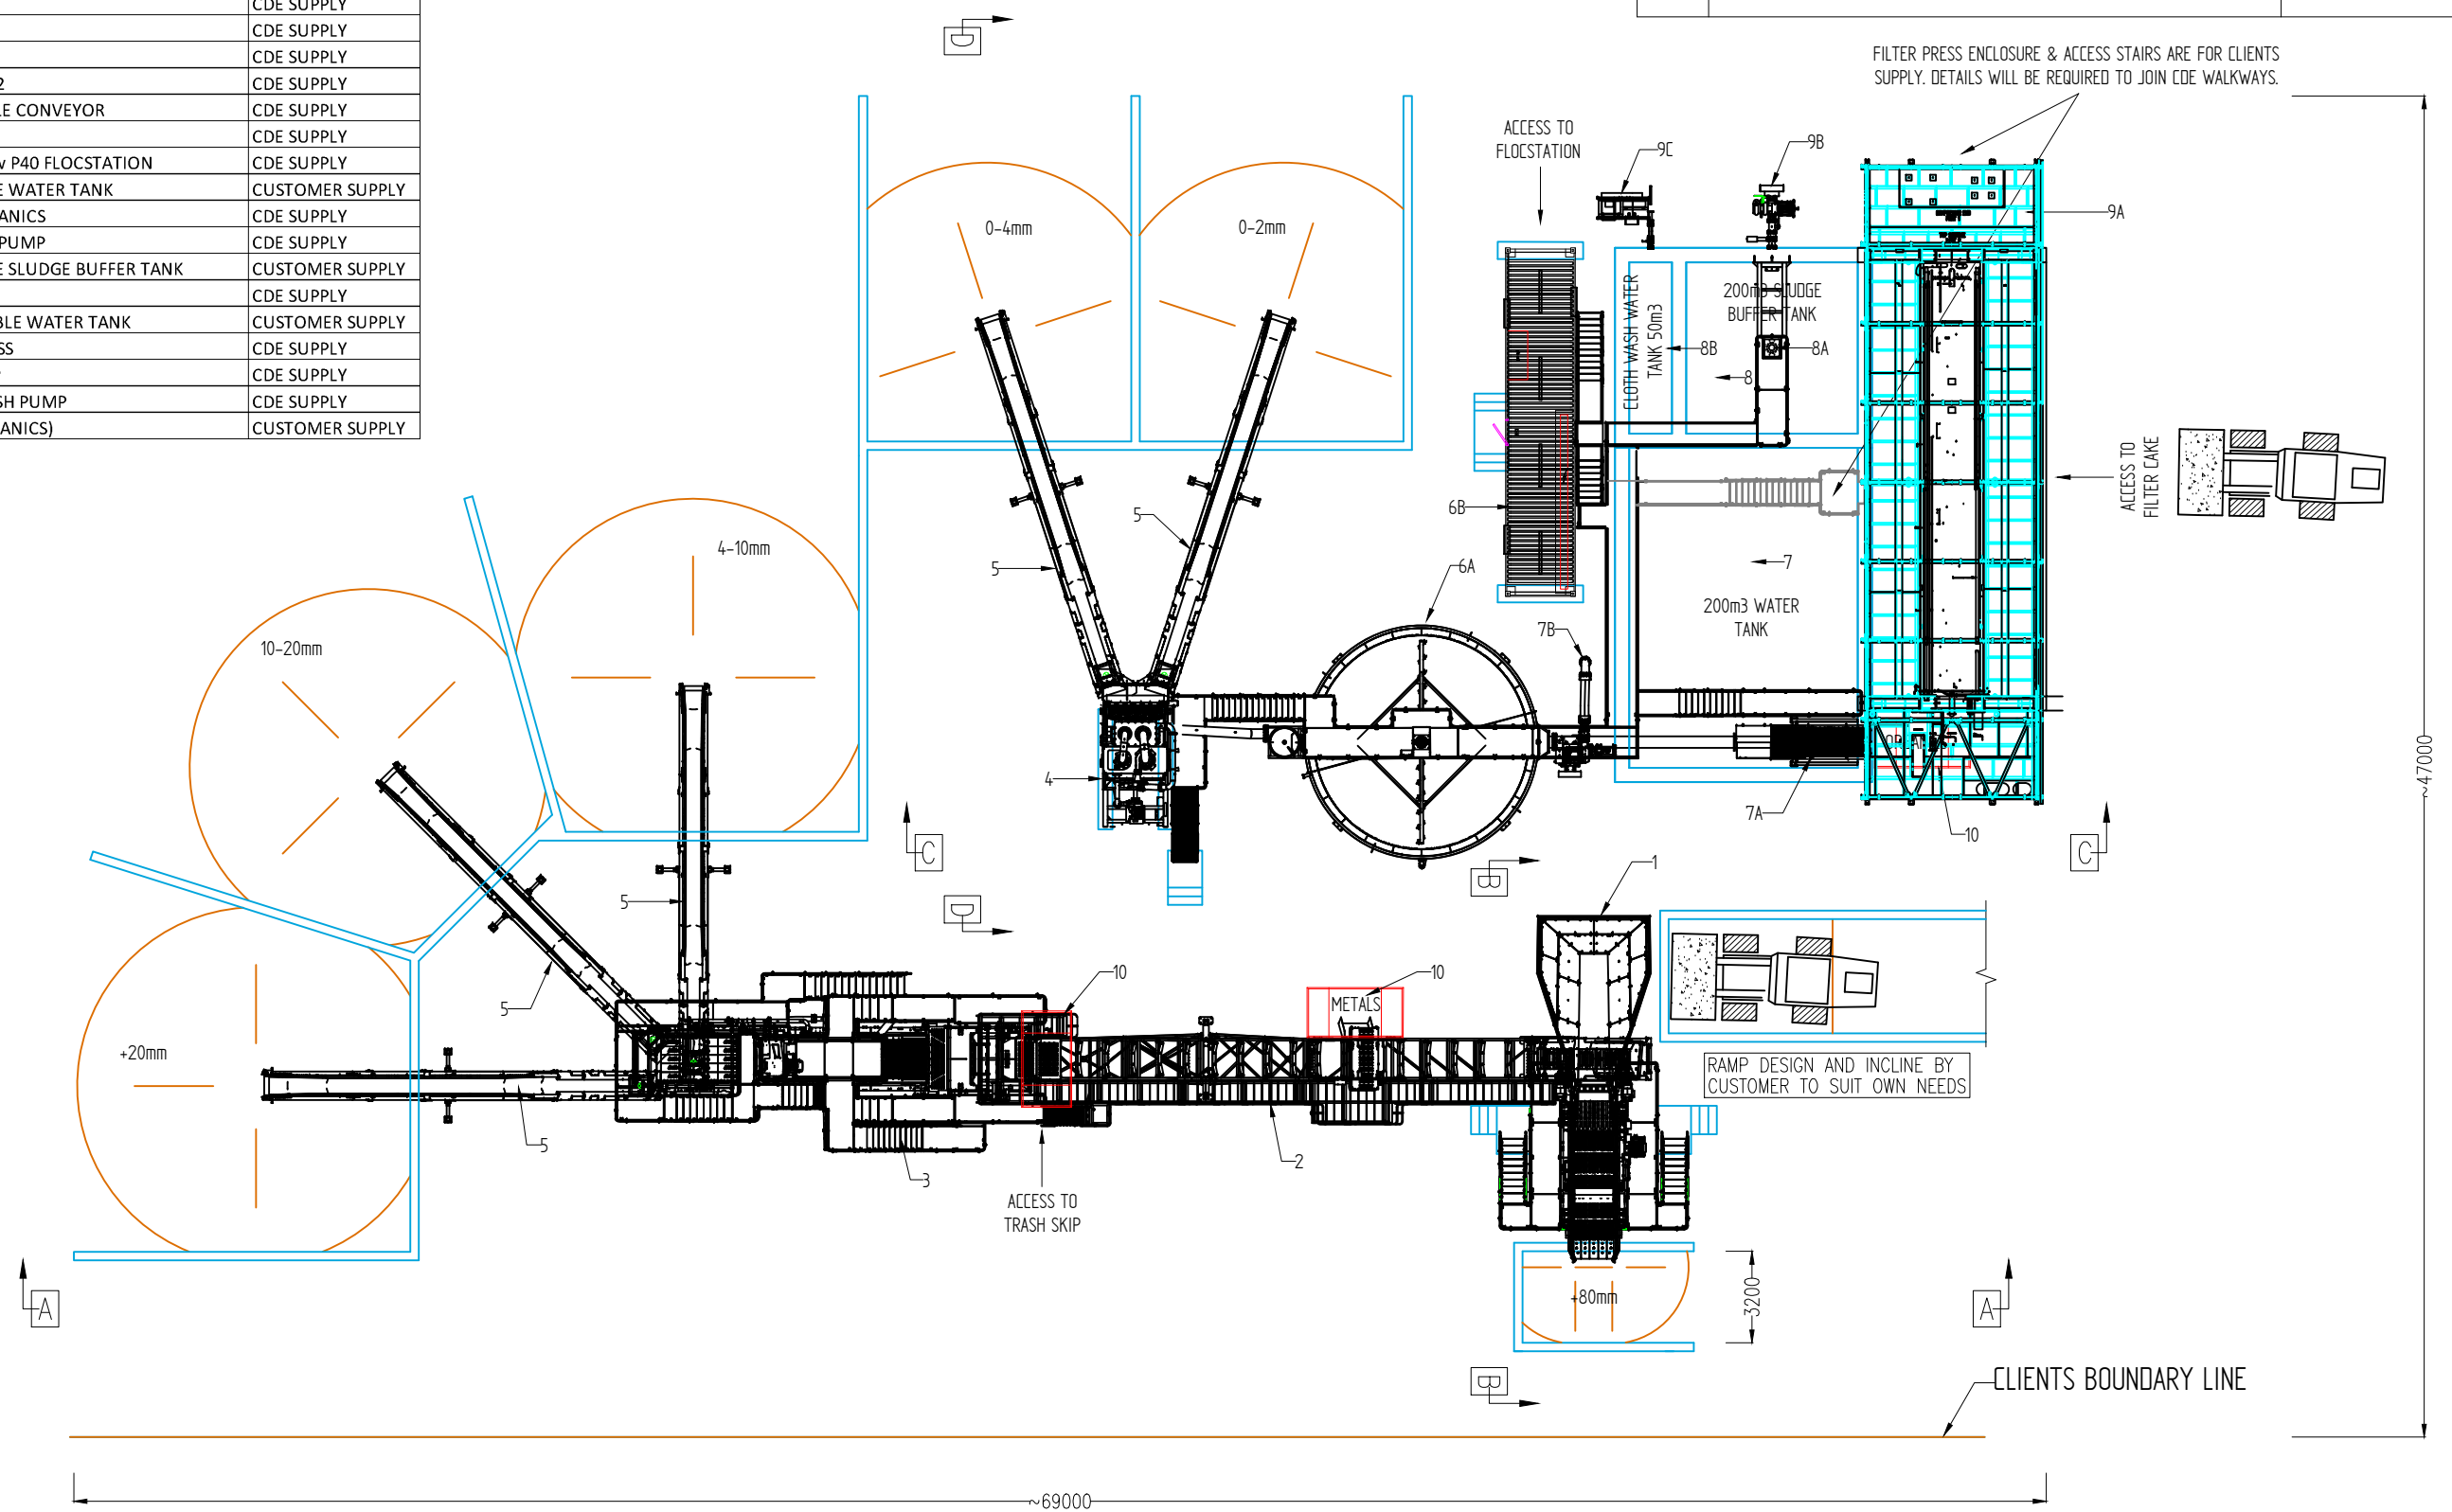 CDE SUPPLY
CDE SUPPLY
CDE SUPPLY
2 CDE SUPPLY
LE CONVEYOR CDE SUPPLY
CDE SUPPLY
P40 FLOCSTATION CDE SUPPLY
E WATER TANK CUSTOMER SUPPLY
ANICS CDE SUPPLY
PUMP CDE SUPPLY
E SLUDGE BUFFER TANK CUSTOMER SUPPLY
CDE SUPPLY
BLE WATER TANK CUSTOMER SUPPLY
SS CDE SUPPLY
CDE SUPPLY
SH PUMP CDE SUPPLY
ANICS) CUSTOMER SUPPLY
D
FILTER PRESS ENCLOSURE & ACCESS STAIRS ARE FOR CLIENTS
SUPPLY. DETAILS WILL BE REQUIRED TO JOIN CDE WALKWAYS.
ACCESS TO
FLOCSTATION
9C
9B
9A
0-4mm
0-2mm
CLOTH WASH WATER
TANK 50m3
200m3 SLUDGE
BUFFER TANK
8B
8A
8
ACCESS TO
FILTER CAKE
6B
5
5
4-10mm
7
6A
200m3 WATER
TANK
7B
10-20mm
~47000
4
7A
10
C
C
B
1
5
D
10
10
METALS
5
+20mm
RAMP DESIGN AND INCLINE BY
CUSTOMER TO SUIT OWN NEEDS
5
3
2
ACCESS TO
TRASH SKIP
A
+80mm
3200
A
B
CLIENTS BOUNDARY LINE
~69000